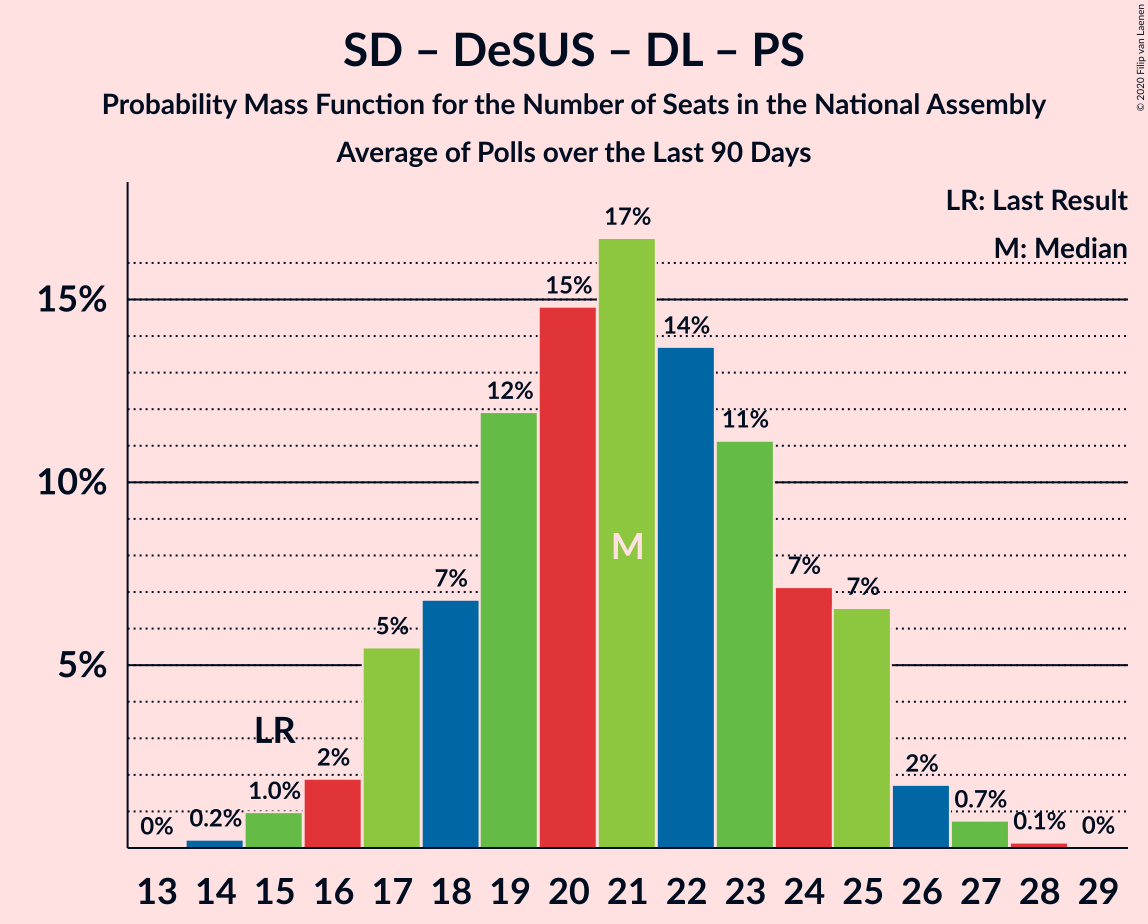 SD – DeSUS – DL – PS
Probability Mass Function for the Number of Seats in the National Assembly
Average of Polls over the Last 90 Days
© 2020 Filip van Laenen
LR: Last Result
M: Median
15%
10%
5%
0%
0.2%
1.0%
2%
5%
7%
12%
15%
17%
14%
11%
7%
7%
2%
0.7%
0.1%
0%
LR
M
13 14 15 16 17 18 19 20 21 22 23 24 25 26 27 28 29